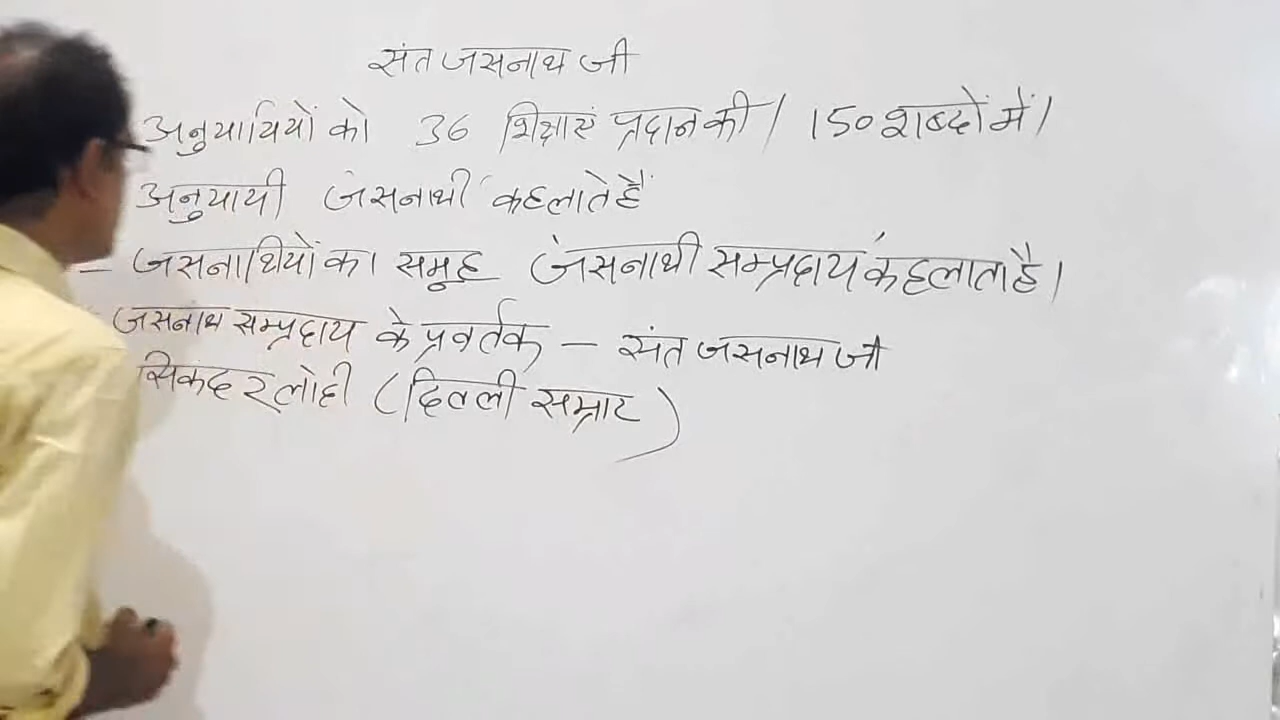 संत जसनाथ जी
अनुयायियों को 36 शिक्षाएं प्रदान की / 150 शब्दों में।
अनुयायी जसनाथी कहलाते हैं
- जसनाथियों का समूह जसनाथी सम्प्रदाय कहलाता है।
जसनाथ सम्प्रदाय के प्रवर्तक - संत जसनाथ जी
सिकंदर लोदी (दिल्ली सम्राट)